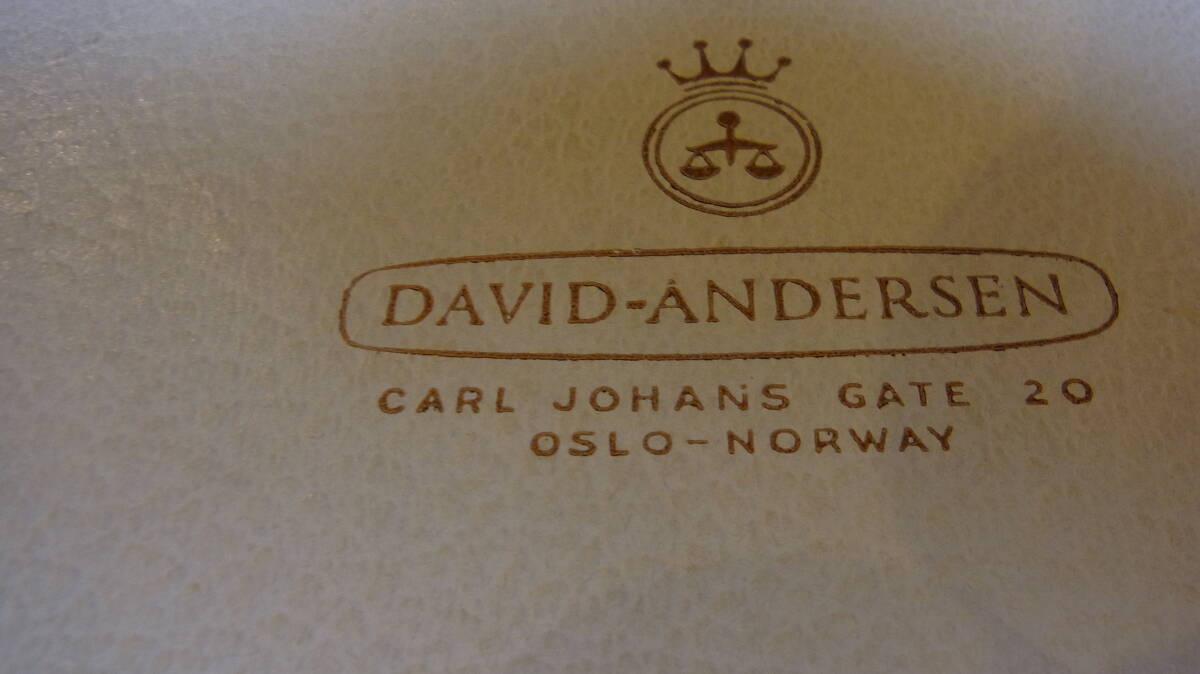 DAVID-ANDERSEN
CARL JOHANS GATE 20
OSLO-NORWAY